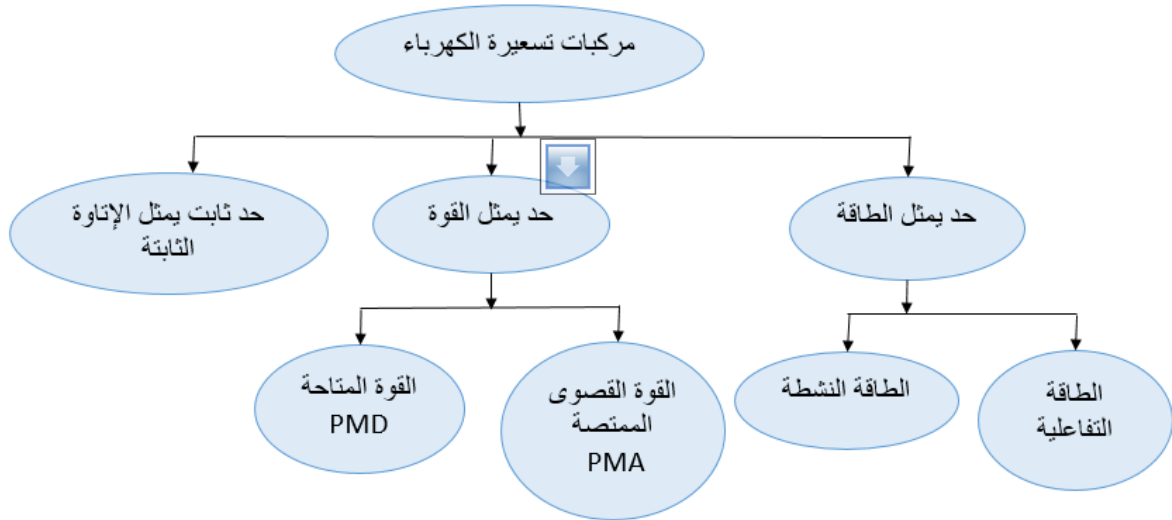 مركبات تسعيرة الكهرباء
حد يمثل الطاقة
حد يمثل القوة
حد ثابت يمثل الإتاوة
الثابتة
الطاقة
التفاعلية
الطاقة النشطة
القوة القصوى
الممتصة
PMA
القوة المتاحة
PMD